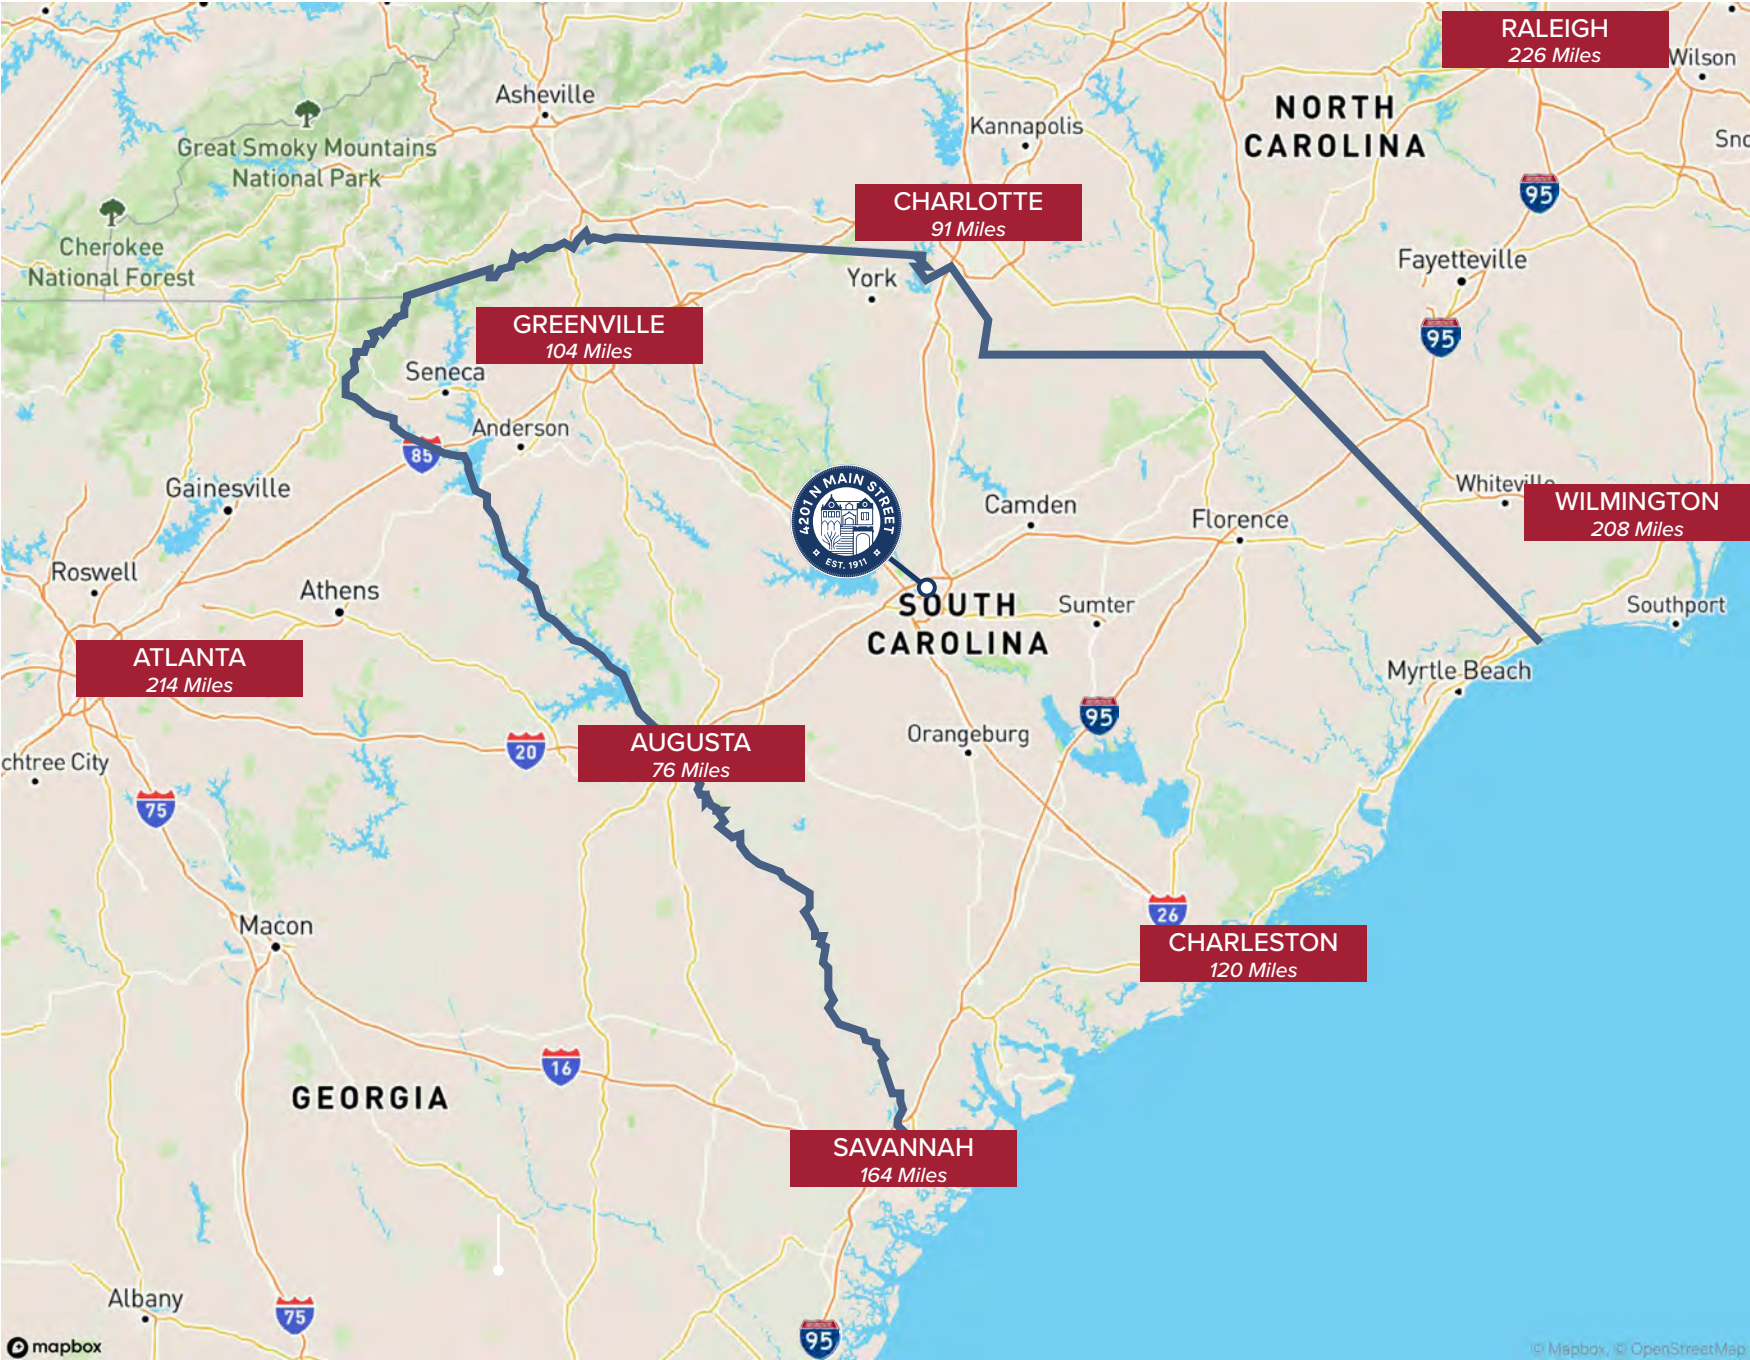 RALEIGH
226 Miles
Wilson
Asheville
NORTH
CAROLINA
Kannapolis
Great Smoky Mountains
National Park
Sno
95
CHARLOTTE
91 Miles
Cherokee
National Forest
Fayetteville
York
95
GREENVILLE
104 Miles
Seneca
Anderson
85
Gainesville
4201 N MAIN STREET
EST. 1911
Camden
Florence
Whiteville
WILMINGTON
208 Miles
Roswell
Athens
SOUTH
CAROLINA
Sumter
Southport
ATLANTA
214 Miles
Myrtle Beach
95
Orangeburg
AUGUSTA
76 Miles
20
chtree City
75
26
CHARLESTON
120 Miles
Macon
16
GEORGIA
SAVANNAH
164 Miles
Albany
75
95
mapbox
© Mapbox, © OpenStreetMap